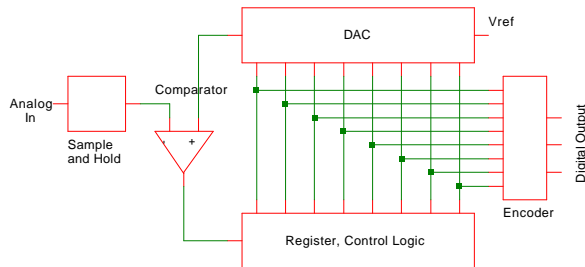 DAC
Vref
Comparator
Analog
In
Sample
and Hold
- +
Digital Output
Encoder
Register, Control Logic